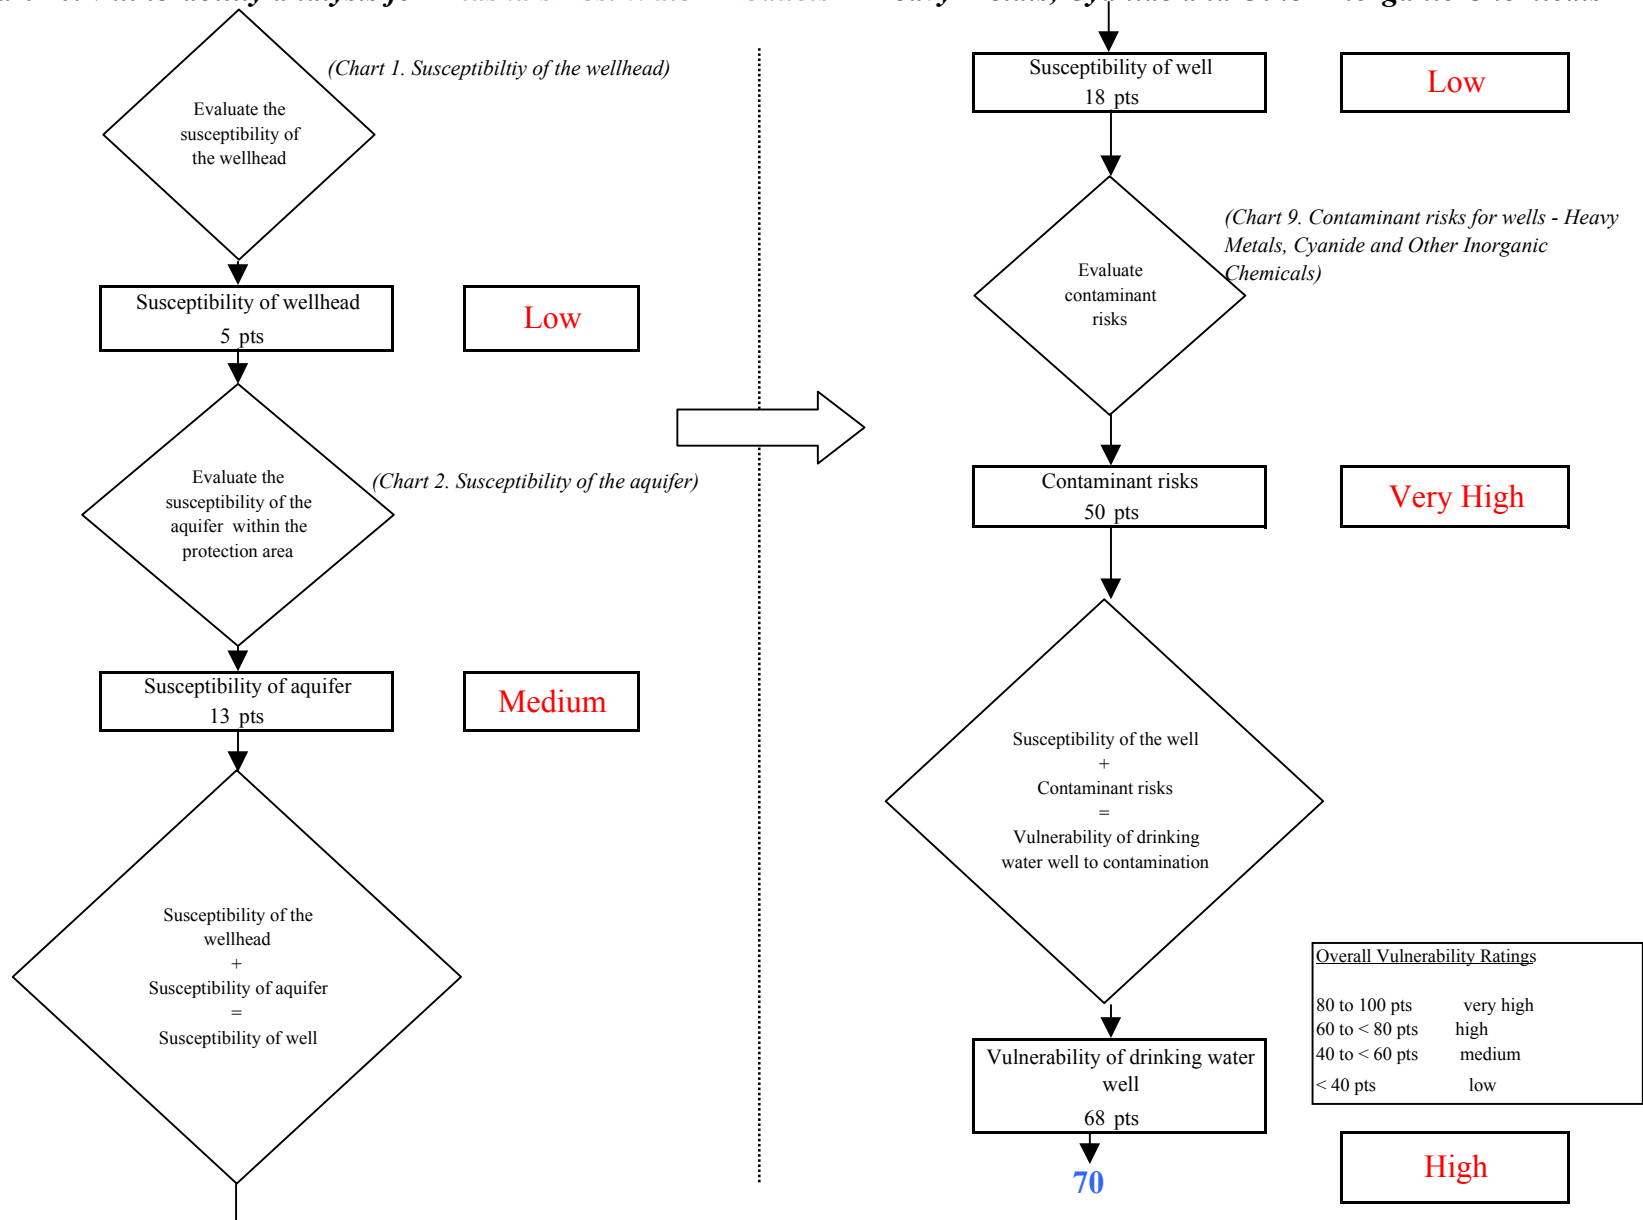 (Chart 1. Susceptibiltiy of the wellhead)
Evaluate the
susceptibility of
the wellhead
Susceptibility of wellhead
5 pts
Low
Evaluate the
susceptibility of the
aquifer within the
protection area
(Chart 2. Susceptibility of the aquifer)
Susceptibility of aquifer
13 pts
Medium
Susceptibility of the
wellhead
+
Susceptibility of aquifer
=
Susceptibility of well
Susceptibility of well
18 pts
Low
(Chart 9. Contaminant risks for wells - Heavy
Metals, Cyanide and Other Inorganic
Chemicals)
Evaluate
contaminant
risks
Contaminant risks
50 pts
Very High
Susceptibility of the well
+
Contaminant risks
=
Vulnerability of drinking
water well to contamination
Overall Vulnerability Ratings
80 to 100 pts very high
60 to < 80 pts high
40 to < 60 pts medium
< 40 pts low
Vulnerability of drinking water
well
68 pts
70
High